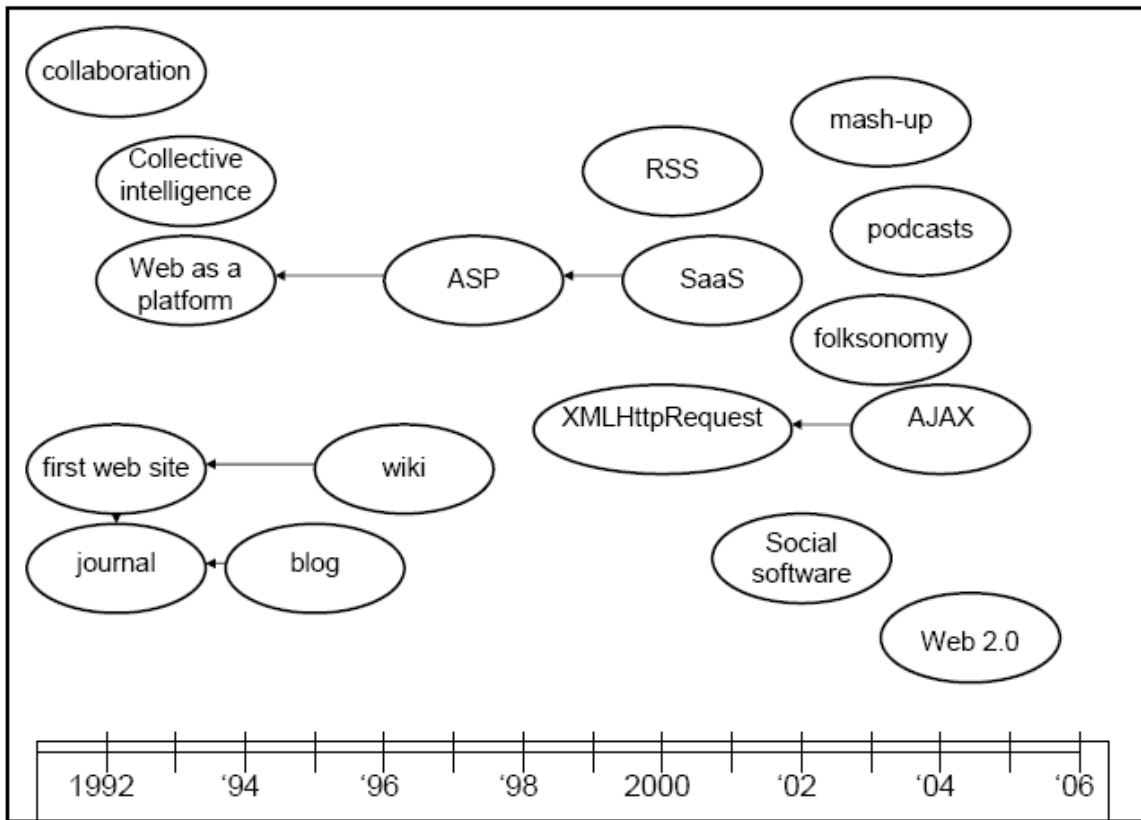 collaboration
mash-up
Collective
intelligence
RSS
podcasts
Web as a
platform
ASP
SaaS
folksonomy
XMLHttpRequest
AJAX
first web site
wiki
journal
blog
Social
software
Web 2.0
1992 ‘94 ‘96 ‘98 2000 ‘02 ‘04 ‘06